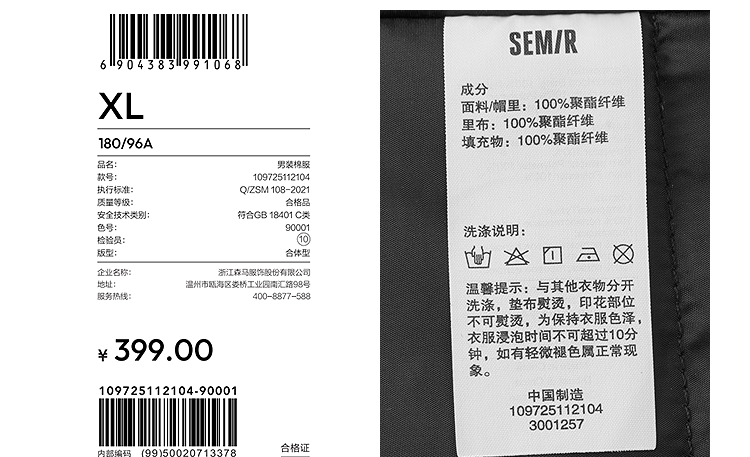 6 904383 991068
XL
180/96A
品名： 男装棉服
款号： 109725112104
执行标准： Q/ZSM 108-2021
质量等级： 合格品
安全技术类别： 符合GB 18401 C类
色号： 90001
检验员： 10
版型： 合体型
企业名称： 浙江森马服饰股份有限公司
地址： 温州市瓯海区娄桥工业园南汇路98号
服务热线： 400-8877-588
¥ 399.00
109725112104-90001
内部编码 (99)50020713378
合格证
SEMIR
成分
面料/帽里：100%聚酯纤维
里布：100%聚酯纤维
填充物：100%聚酯纤维
洗涤说明：
温馨提示：与其他衣物分开
洗涤，垫布熨烫，印花部位
不可熨烫，为保持衣服色泽，
衣服浸泡时间不可超过10分
钟，如有轻微褪色属正常现
象。
中国制造
109725112104
3001257